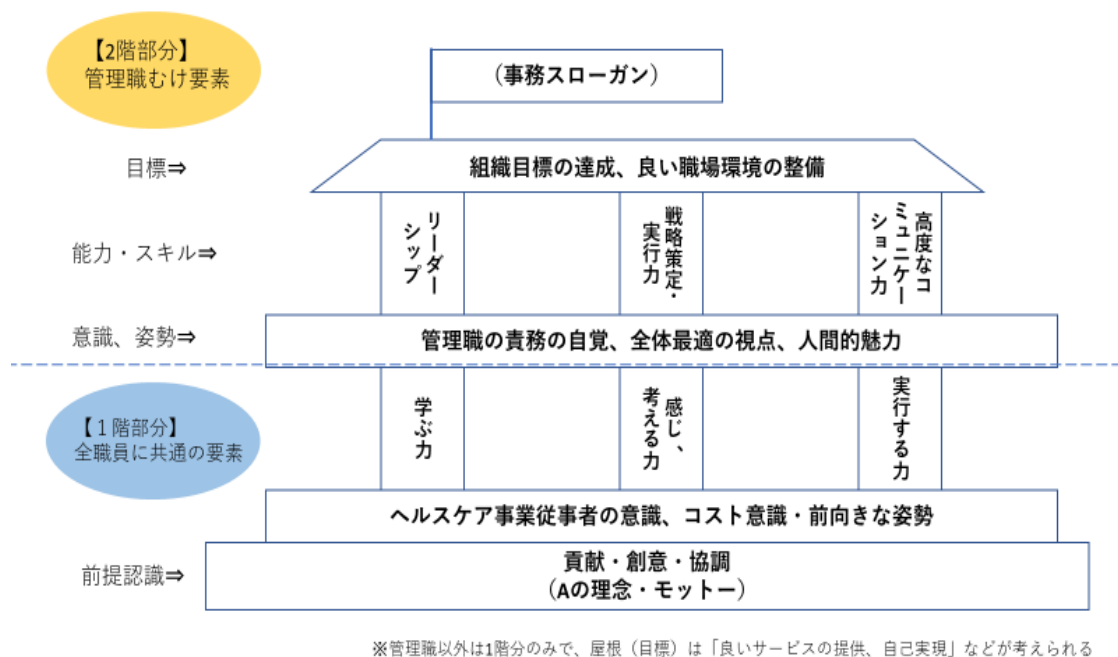 【2階部分】
管理職むけ要素
（事務スローガン）
目標⇒
組織目標の達成、良い職場環境の整備
能力・スキル⇒
リーダー
シップ
戦略策定・
実行力
高度なコ
ミュニケー
ション力
意識、姿勢⇒
管理職の責務の自覚、全体最適の視点、人間的魅力
【１階部分】
全職員に共通の要素
学ぶ力
感じ、
考える力
実行する力
ヘルスケア事業従事者の意識、コスト意識・前向きな姿勢
前提認識⇒
貢献・創意・協調
（Aの理念・モットー）
※管理職以外は1階分のみで、屋根（目標）は「良いサービスの提供、自己実現」などが考えられる